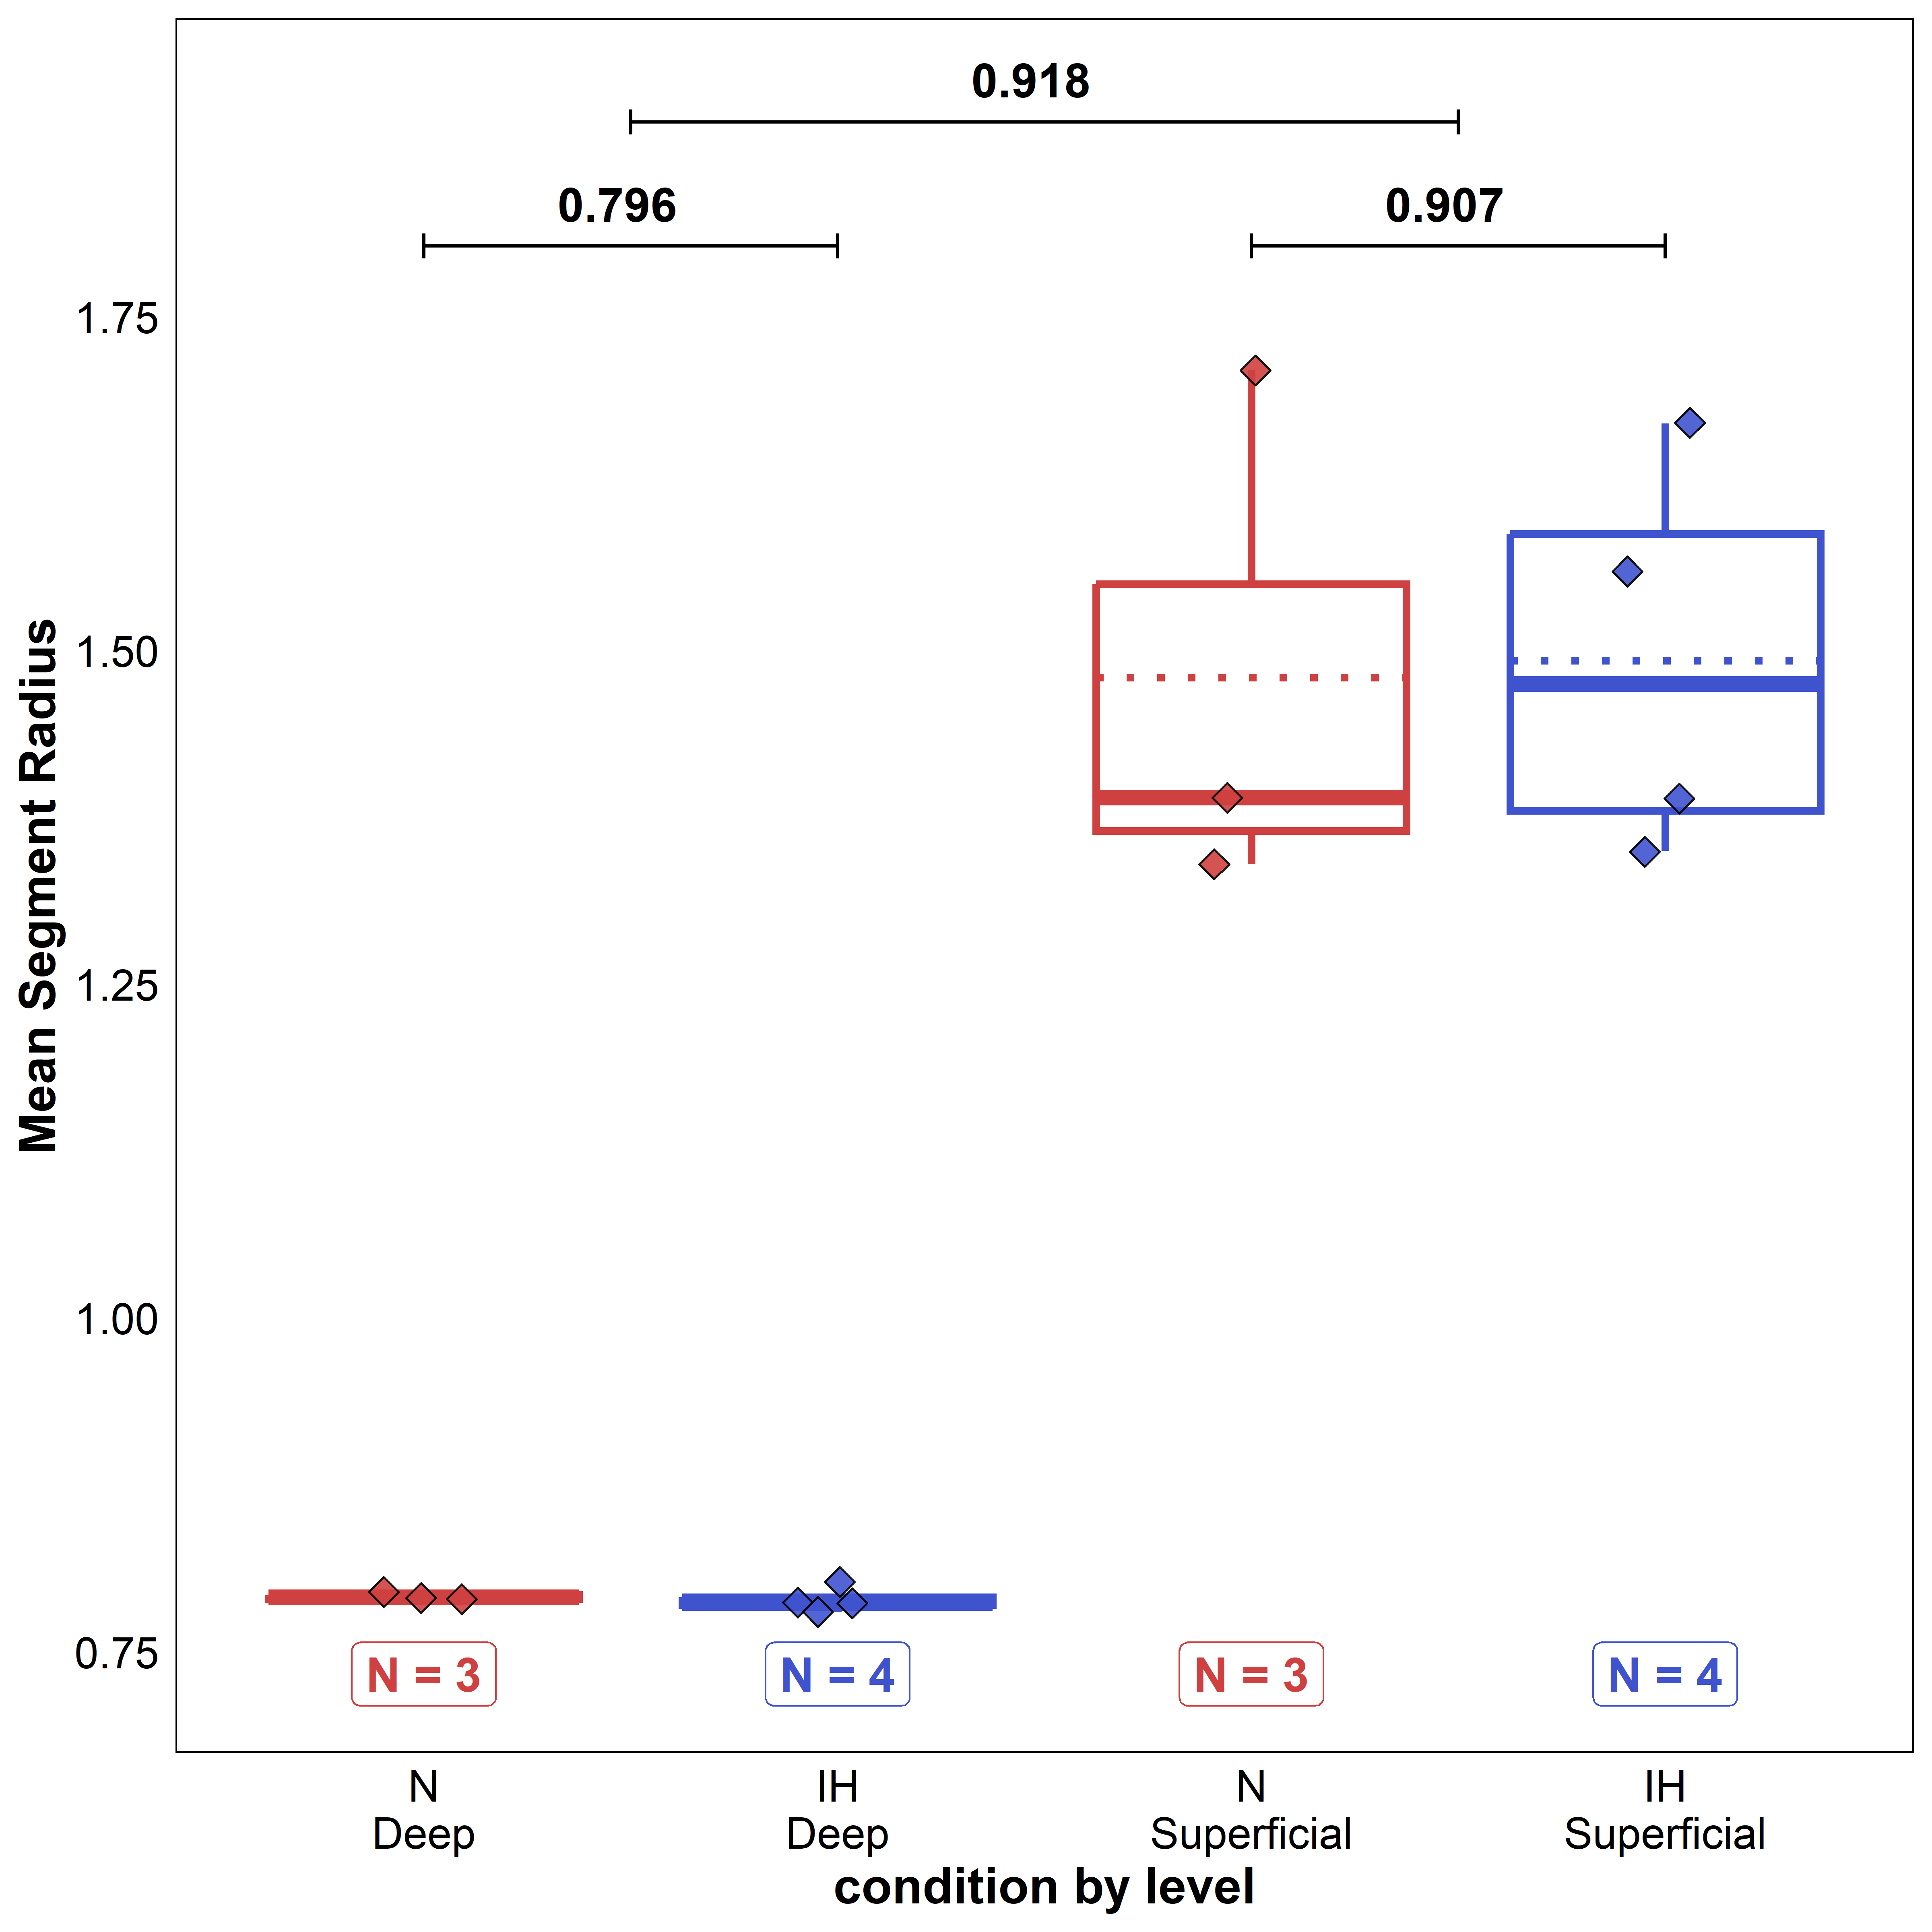 0.918
0.796
0.907
1.75
1.50
1.25
1.00
0.75
Mean Segment Radius
N = 3
N = 4
N = 3
N = 4
N
Deep
IH
Deep
N
Superficial
IH
Superficial
condition by level